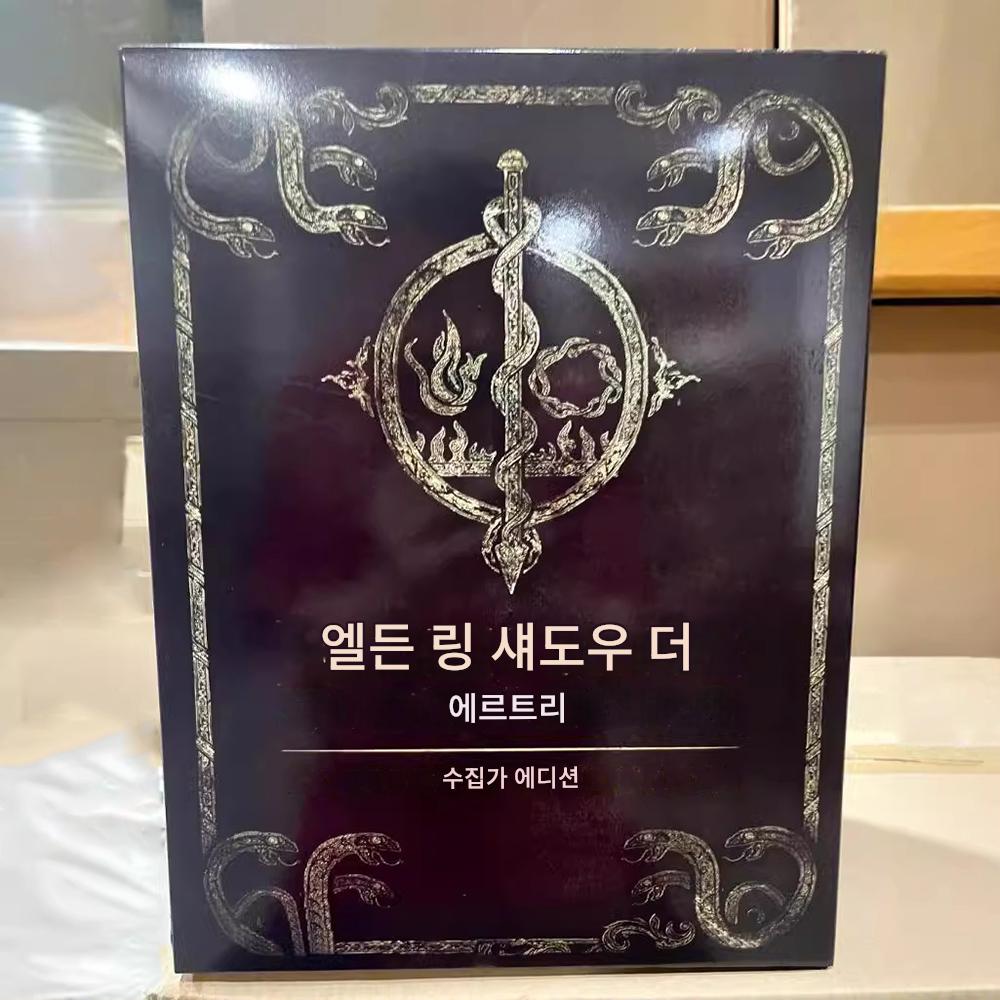 엘든 링 섀도우 더
에르트리
수집가 에디션